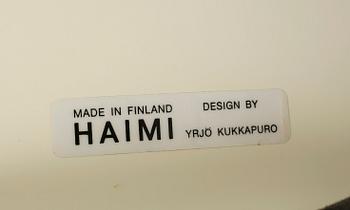 MADE IN FINLAND DESIGN BY
HAIMI YRJÖ KUKKAPURO